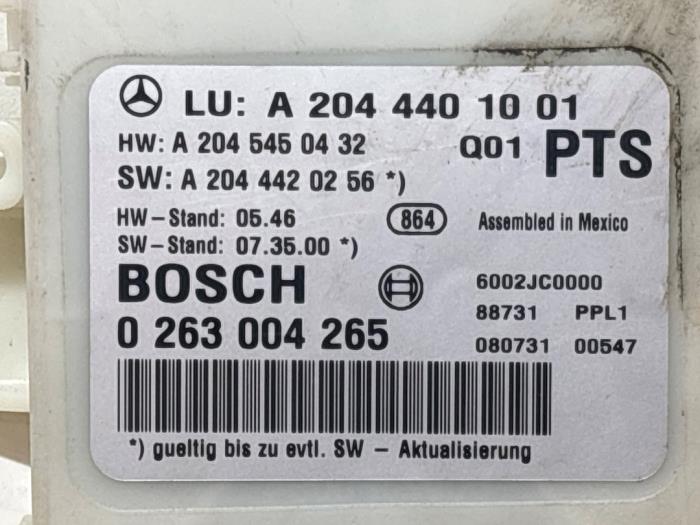 LU: A 204 440 10 01
HW: A 204 545 04 32 Q01 PTS
SW: A 204 442 02 56 *)
HW-Stand: 05.46 864 Assembled in Mexico
SW-Stand: 07.35.00 *)
BOSCH 6002JC0000
88731 PPL1
0 263 004 265 080731 00547
*) gueltig bis zu evtl. SW - Aktualisierung